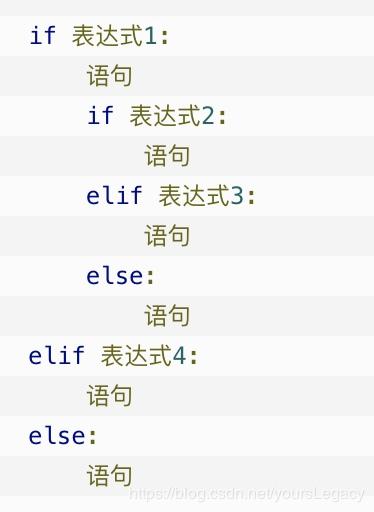 if 表达式1:
    语句
    if 表达式2:
        语句
    elif 表达式3:
        语句
    else:
        语句
elif 表达式4:
    语句
else:
    语句
https://blog.csdn.net/yoursLegacy